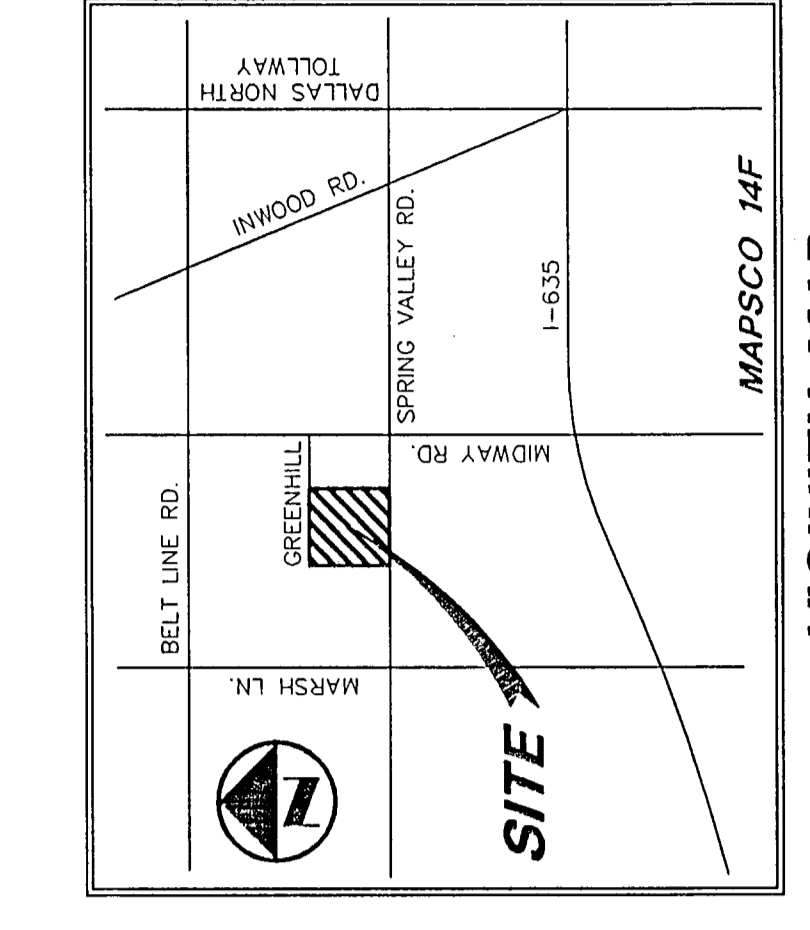 DALLAS NORTH
TOLLWAY
INWOOD RD.
SPRING VALLEY RD.
I-635
MAPSCO 14F
MIDWAY RD.
GREENHILL
BELT LINE RD.
MARSH LN.
N
SITE